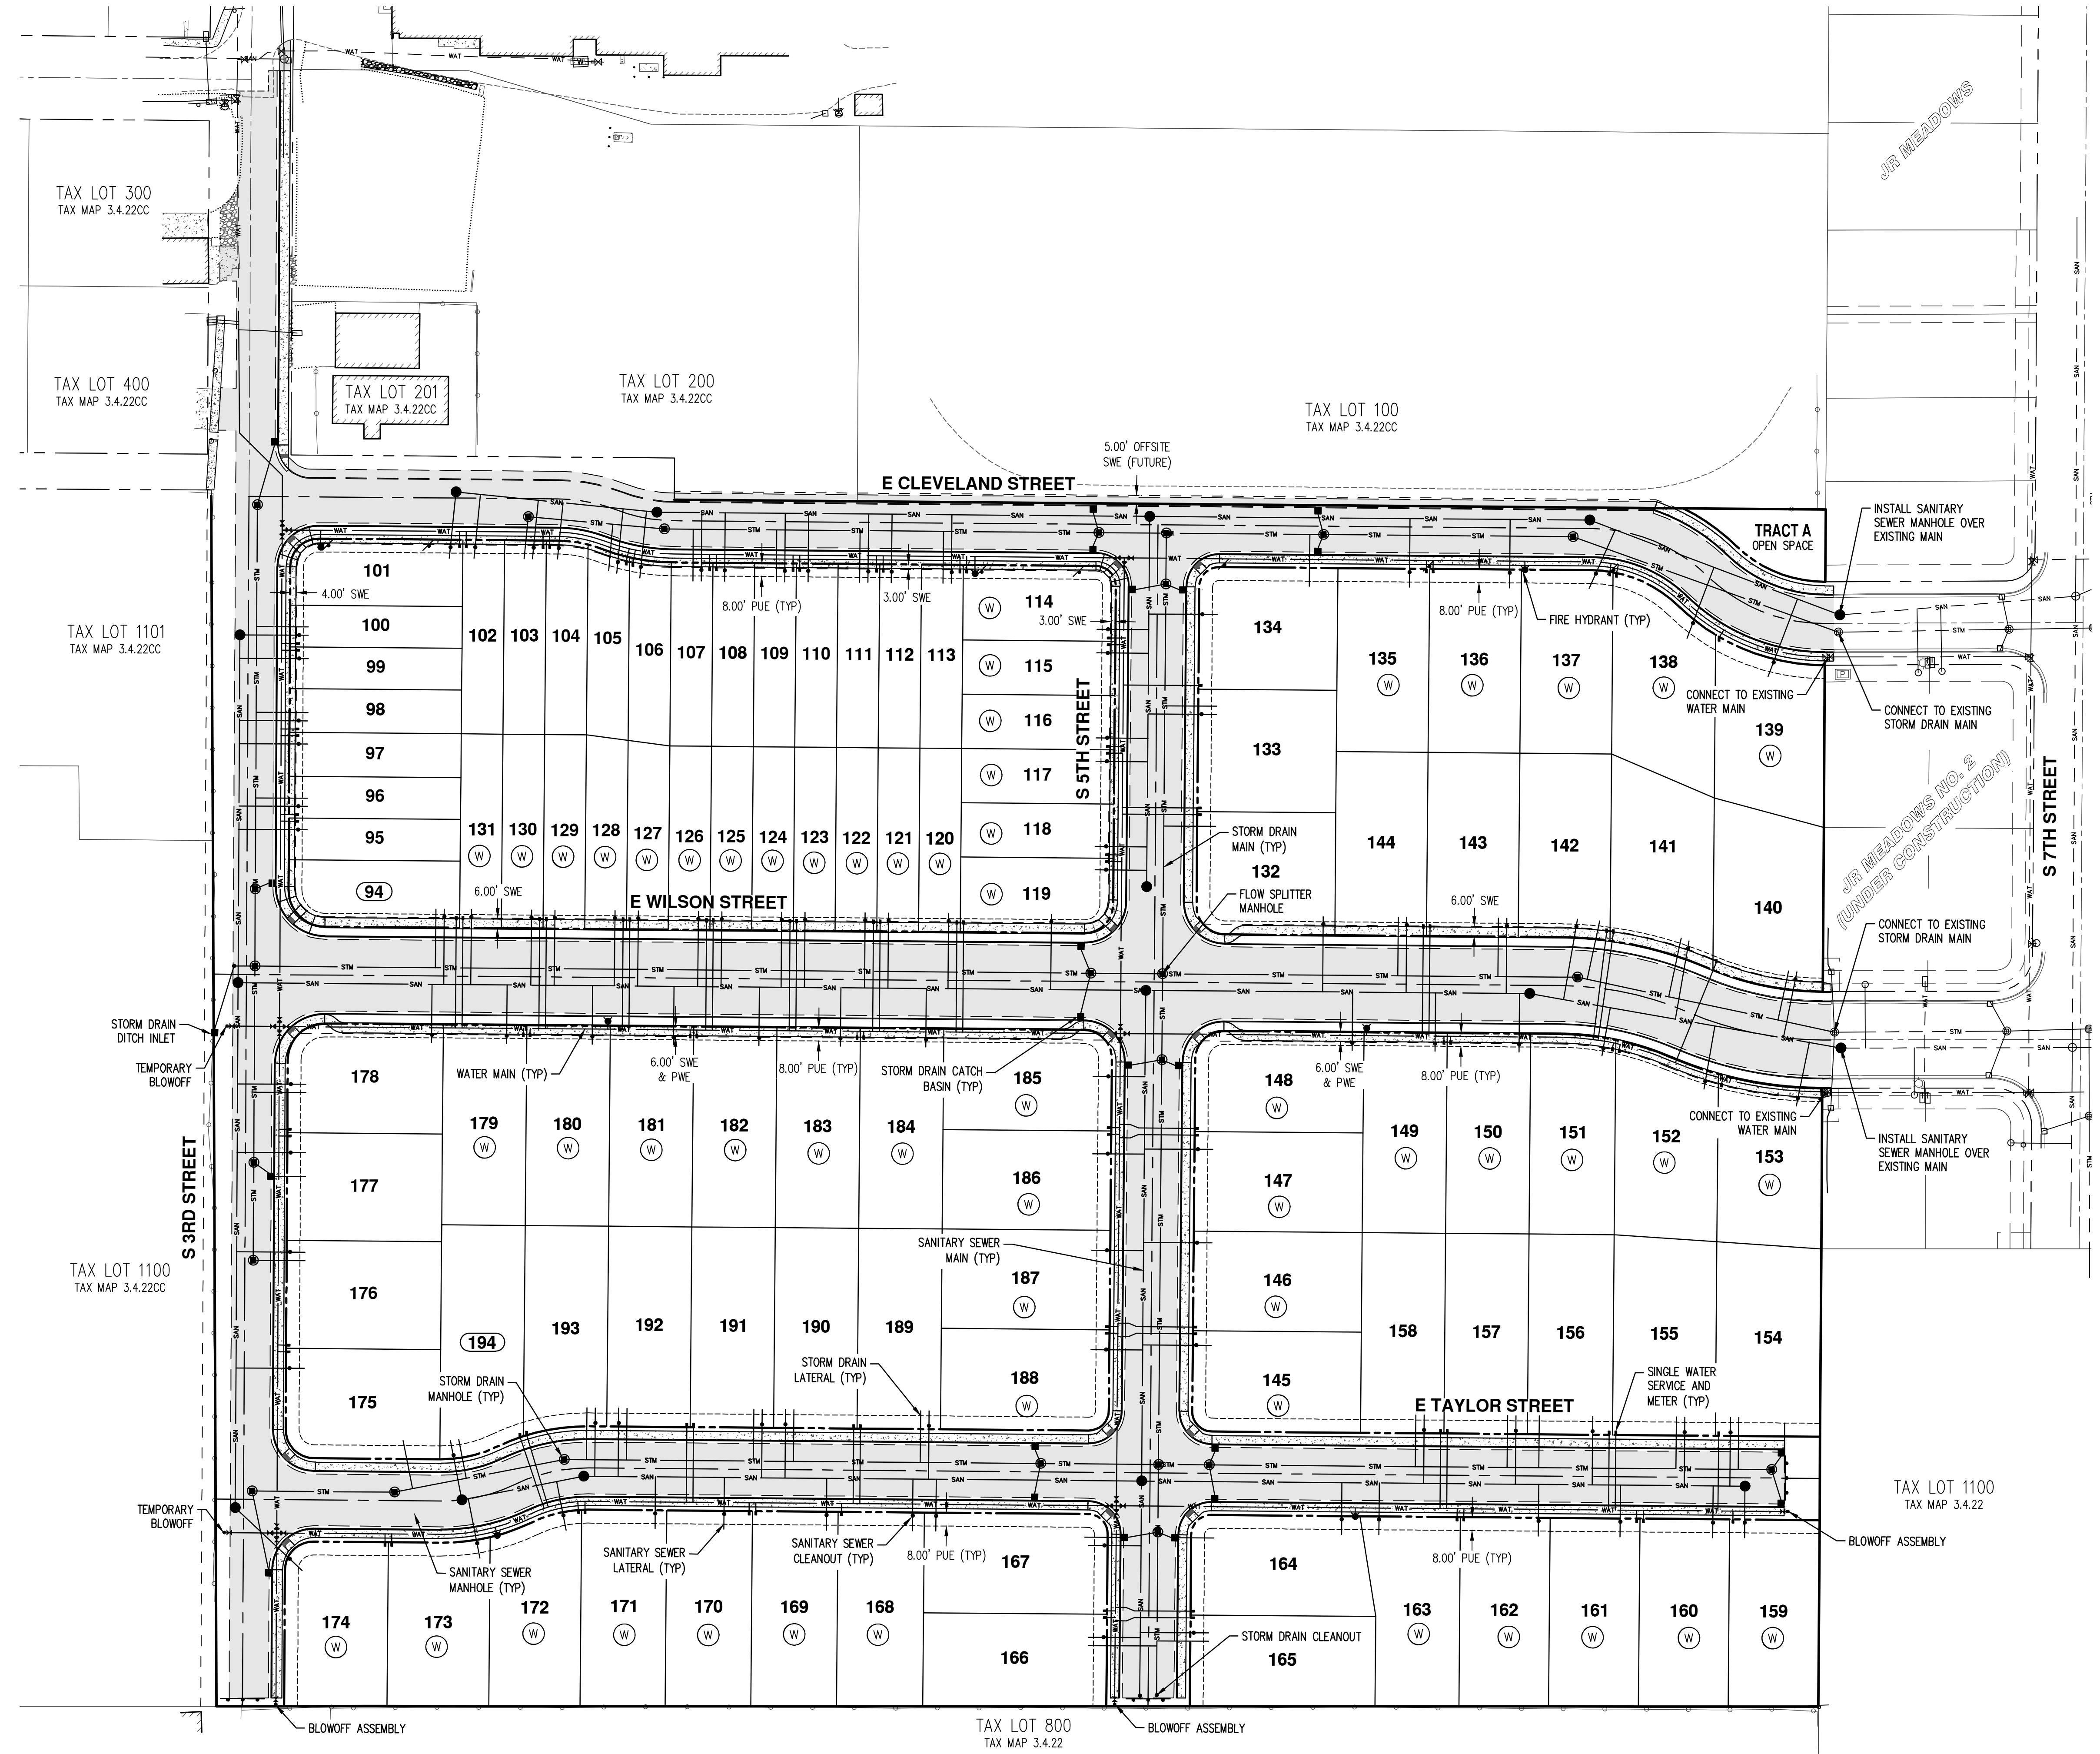 JR MEADOWS
TAX LOT 300
TAX MAP 3.4.22CC
TAX LOT 400
TAX MAP 3.4.22CC
TAX LOT 201
TAX MAP 3.4.22CC
TAX LOT 200
TAX MAP 3.4.22CC
TAX LOT 100
TAX MAP 3.4.22CC
5.00' OFFSITE
SWE (FUTURE)
E CLEVELAND STREET
TRACT A
OPEN SPACE
INSTALL SANITARY
SEWER MANHOLE OVER
EXISTING MAIN
TAX LOT 1101
TAX MAP 3.4.22CC
101
4.00' SWE
100
99
98
97
96
95
94
102
103
104
105
106
107
108
109
110
111
112
113
8.00' PUE (TYP)
3.00' SWE
114
W
3.00' SWE
115
W
116
W
117
W
118
W
119
W
131
W
130
W
129
W
128
W
127
W
126
W
125
W
124
W
123
W
122
W
121
W
120
W
6.00' SWE
E WILSON STREET
S 5TH STREET
134
133
132
135
W
136
W
137
W
138
W
139
W
8.00' PUE (TYP)
FIRE HYDRANT (TYP)
CONNECT TO EXISTING
WATER MAIN
CONNECT TO EXISTING
STORM DRAIN MAIN
144
143
142
141
140
STORM DRAIN
MAIN (TYP)
FLOW SPLITTER
MANHOLE
6.00' SWE
JR MEADOWS NO. 2
(UNDER CONSTRUCTION)
S 7TH STREET
CONNECT TO EXISTING
STORM DRAIN MAIN
STORM DRAIN
DITCH INLET
TEMPORARY
BLOWOFF
WATER MAIN (TYP)
6.00' SWE
& PWE
8.00' PUE (TYP)
STORM DRAIN CATCH
BASIN (TYP)
6.00' SWE
& PWE
8.00' PUE (TYP)
CONNECT TO EXISTING
WATER MAIN
INSTALL SANITARY
SEWER MANHOLE OVER
EXISTING MAIN
S 3RD STREET
TAX LOT 1100
TAX MAP 3.4.22CC
178
177
176
175
179
W
180
W
181
W
182
W
183
W
184
W
185
W
186
W
187
W
188
W
194
193
192
191
190
189
SANITARY SEWER
MAIN (TYP)
STORM DRAIN
LATERAL (TYP)
STORM DRAIN
MANHOLE (TYP)
148
W
147
W
146
W
145
W
149
W
150
W
151
W
152
W
153
W
158
157
156
155
154
SINGLE WATER
SERVICE AND
METER (TYP)
E TAYLOR STREET
TAX LOT 1100
TAX MAP 3.4.22
TEMPORARY
BLOWOFF
SANITARY SEWER
MANHOLE (TYP)
SANITARY SEWER
LATERAL (TYP)
SANITARY SEWER
CLEANOUT (TYP)
8.00' PUE (TYP)
8.00' PUE (TYP)
BLOWOFF ASSEMBLY
174
W
173
W
172
W
171
W
170
W
169
W
168
W
167
166
164
165
STORM DRAIN CLEANOUT
163
W
162
W
161
W
160
W
159
W
BLOWOFF ASSEMBLY
TAX LOT 800
TAX MAP 3.4.22
BLOWOFF ASSEMBLY